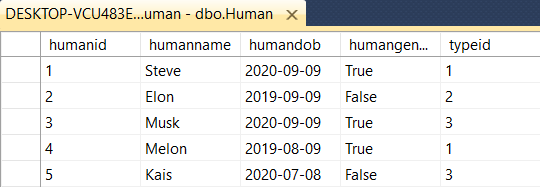 DESKTOP-VCU483E...uman - dbo.Human
humanid humanname humandob humangen... typeid
1 Steve 2020-09-09 True 1
2 Elon 2019-09-09 False 2
3 Musk 2020-09-09 True 3
4 Melon 2019-08-09 True 1
5 Kais 2020-07-08 False 3